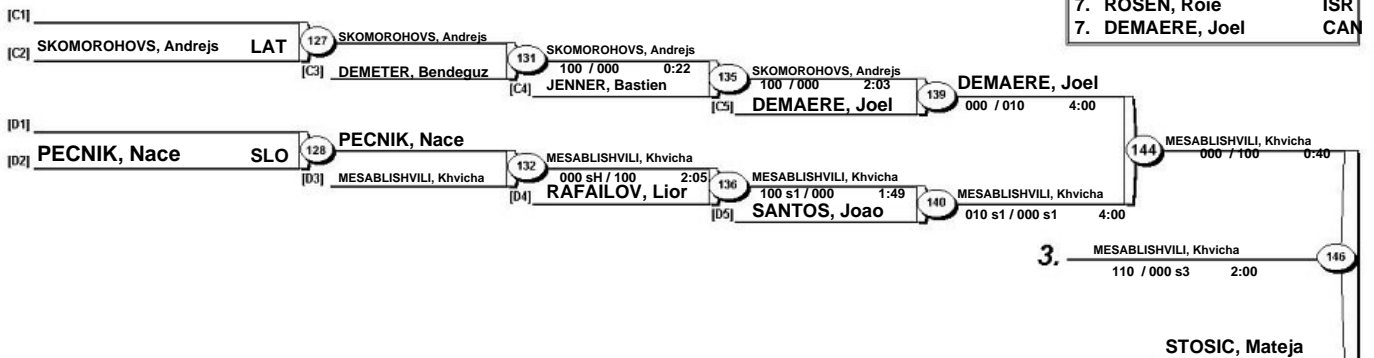 7. ROSEN, Roie ISR
7. DEMAERE, Joel CAN
[C1]
[C2] SKOMOROHOVS, Andrejs LAT
127
SKOMOROHOVS, Andrejs
[C3] DEMETER, Bendeguz
131
SKOMOROHOVS, Andrejs
100 / 000 0:22
[C4] JENNER, Bastien
135
SKOMOROHOVS, Andrejs
100 / 000 2:03
[C5] DEMAERE, Joel
139
DEMAERE, Joel
000 / 010 4:00
[D1]
[D2] PECNIK, Nace SLO
128
PECNIK, Nace
[D3] MESABLISHVILI, Khvicha
132
MESABLISHVILI, Khvicha
000 sH / 100 2:05
[D4] RAFAILOV, Lior
136
MESABLISHVILI, Khvicha
100 s1 / 000 1:49
[D5] SANTOS, Joao
140
MESABLISHVILI, Khvicha
010 s1 / 000 s1 4:00
144
MESABLISHVILI, Khvicha
000 / 100 0:40
3. MESABLISHVILI, Khvicha
110 / 000 s3 2:00
146
STOSIC, Mateja